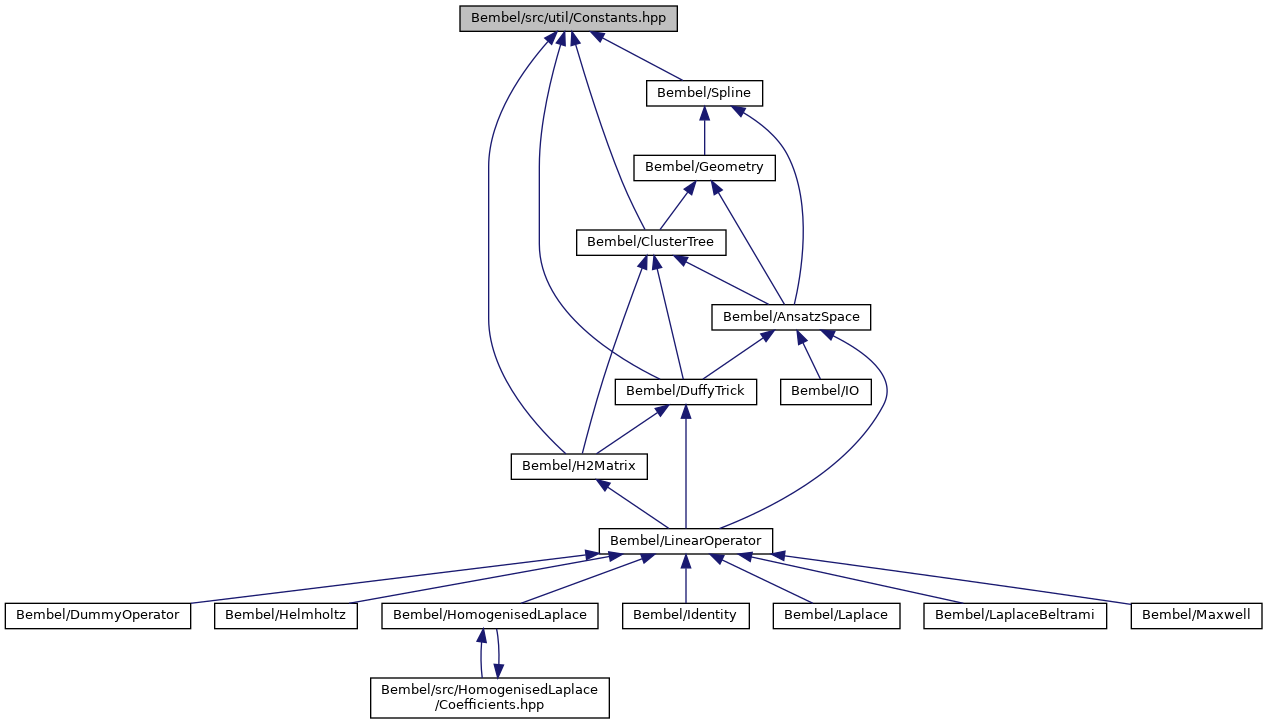 Bembel/src/util/Constants.hpp
Bembel/Spline
Bembel/Geometry
Bembel/ClusterTree
Bembel/AnsatzSpace
Bembel/DuffyTrick
Bembel/IO
Bembel/H2Matrix
Bembel/LinearOperator
Bembel/DummyOperator
Bembel/Helmholtz
Bembel/HomogenisedLaplace
Bembel/Identity
Bembel/Laplace
Bembel/LaplaceBeltrami
Bembel/Maxwell
Bembel/src/HomogenisedLaplace
/Coefficients.hpp